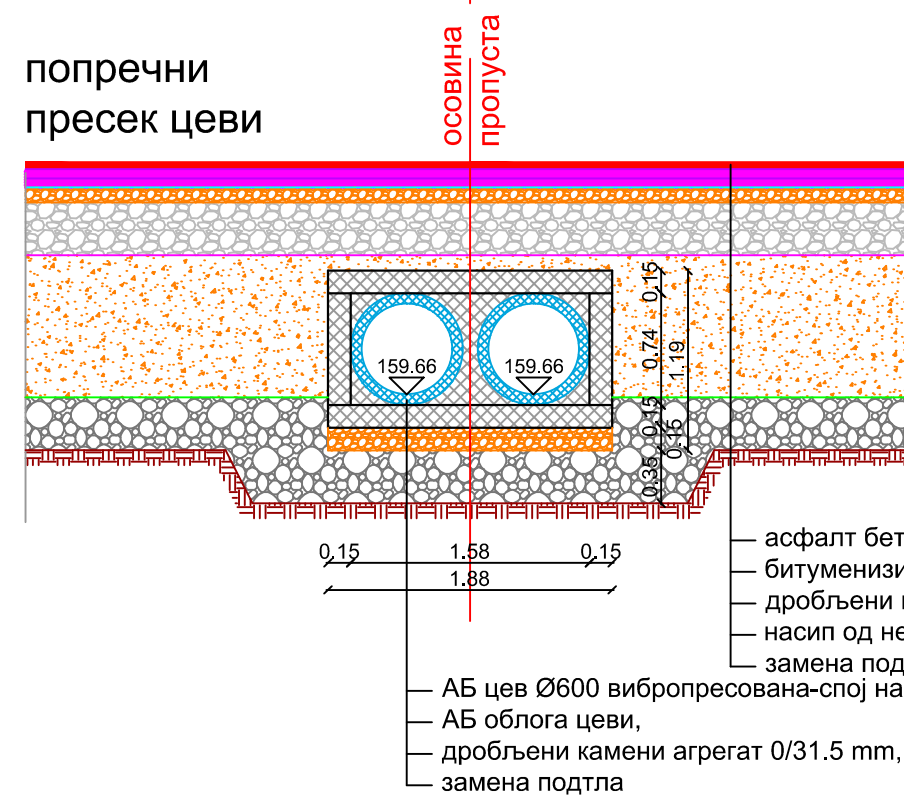 попречни
пресек цеви
осовина
пропуста
159.66
159.66
0.15
0.74
1.19
0.15
0.15
0.35
0.15
1.58
0.15
1.88
асфалт бет
битуменизи
дробљени
насип од не
замена под
АБ цев Ø600 вибропресована-спој на
АБ облога цеви,
дробљени камени агрегат 0/31.5 mm,
замена подтла